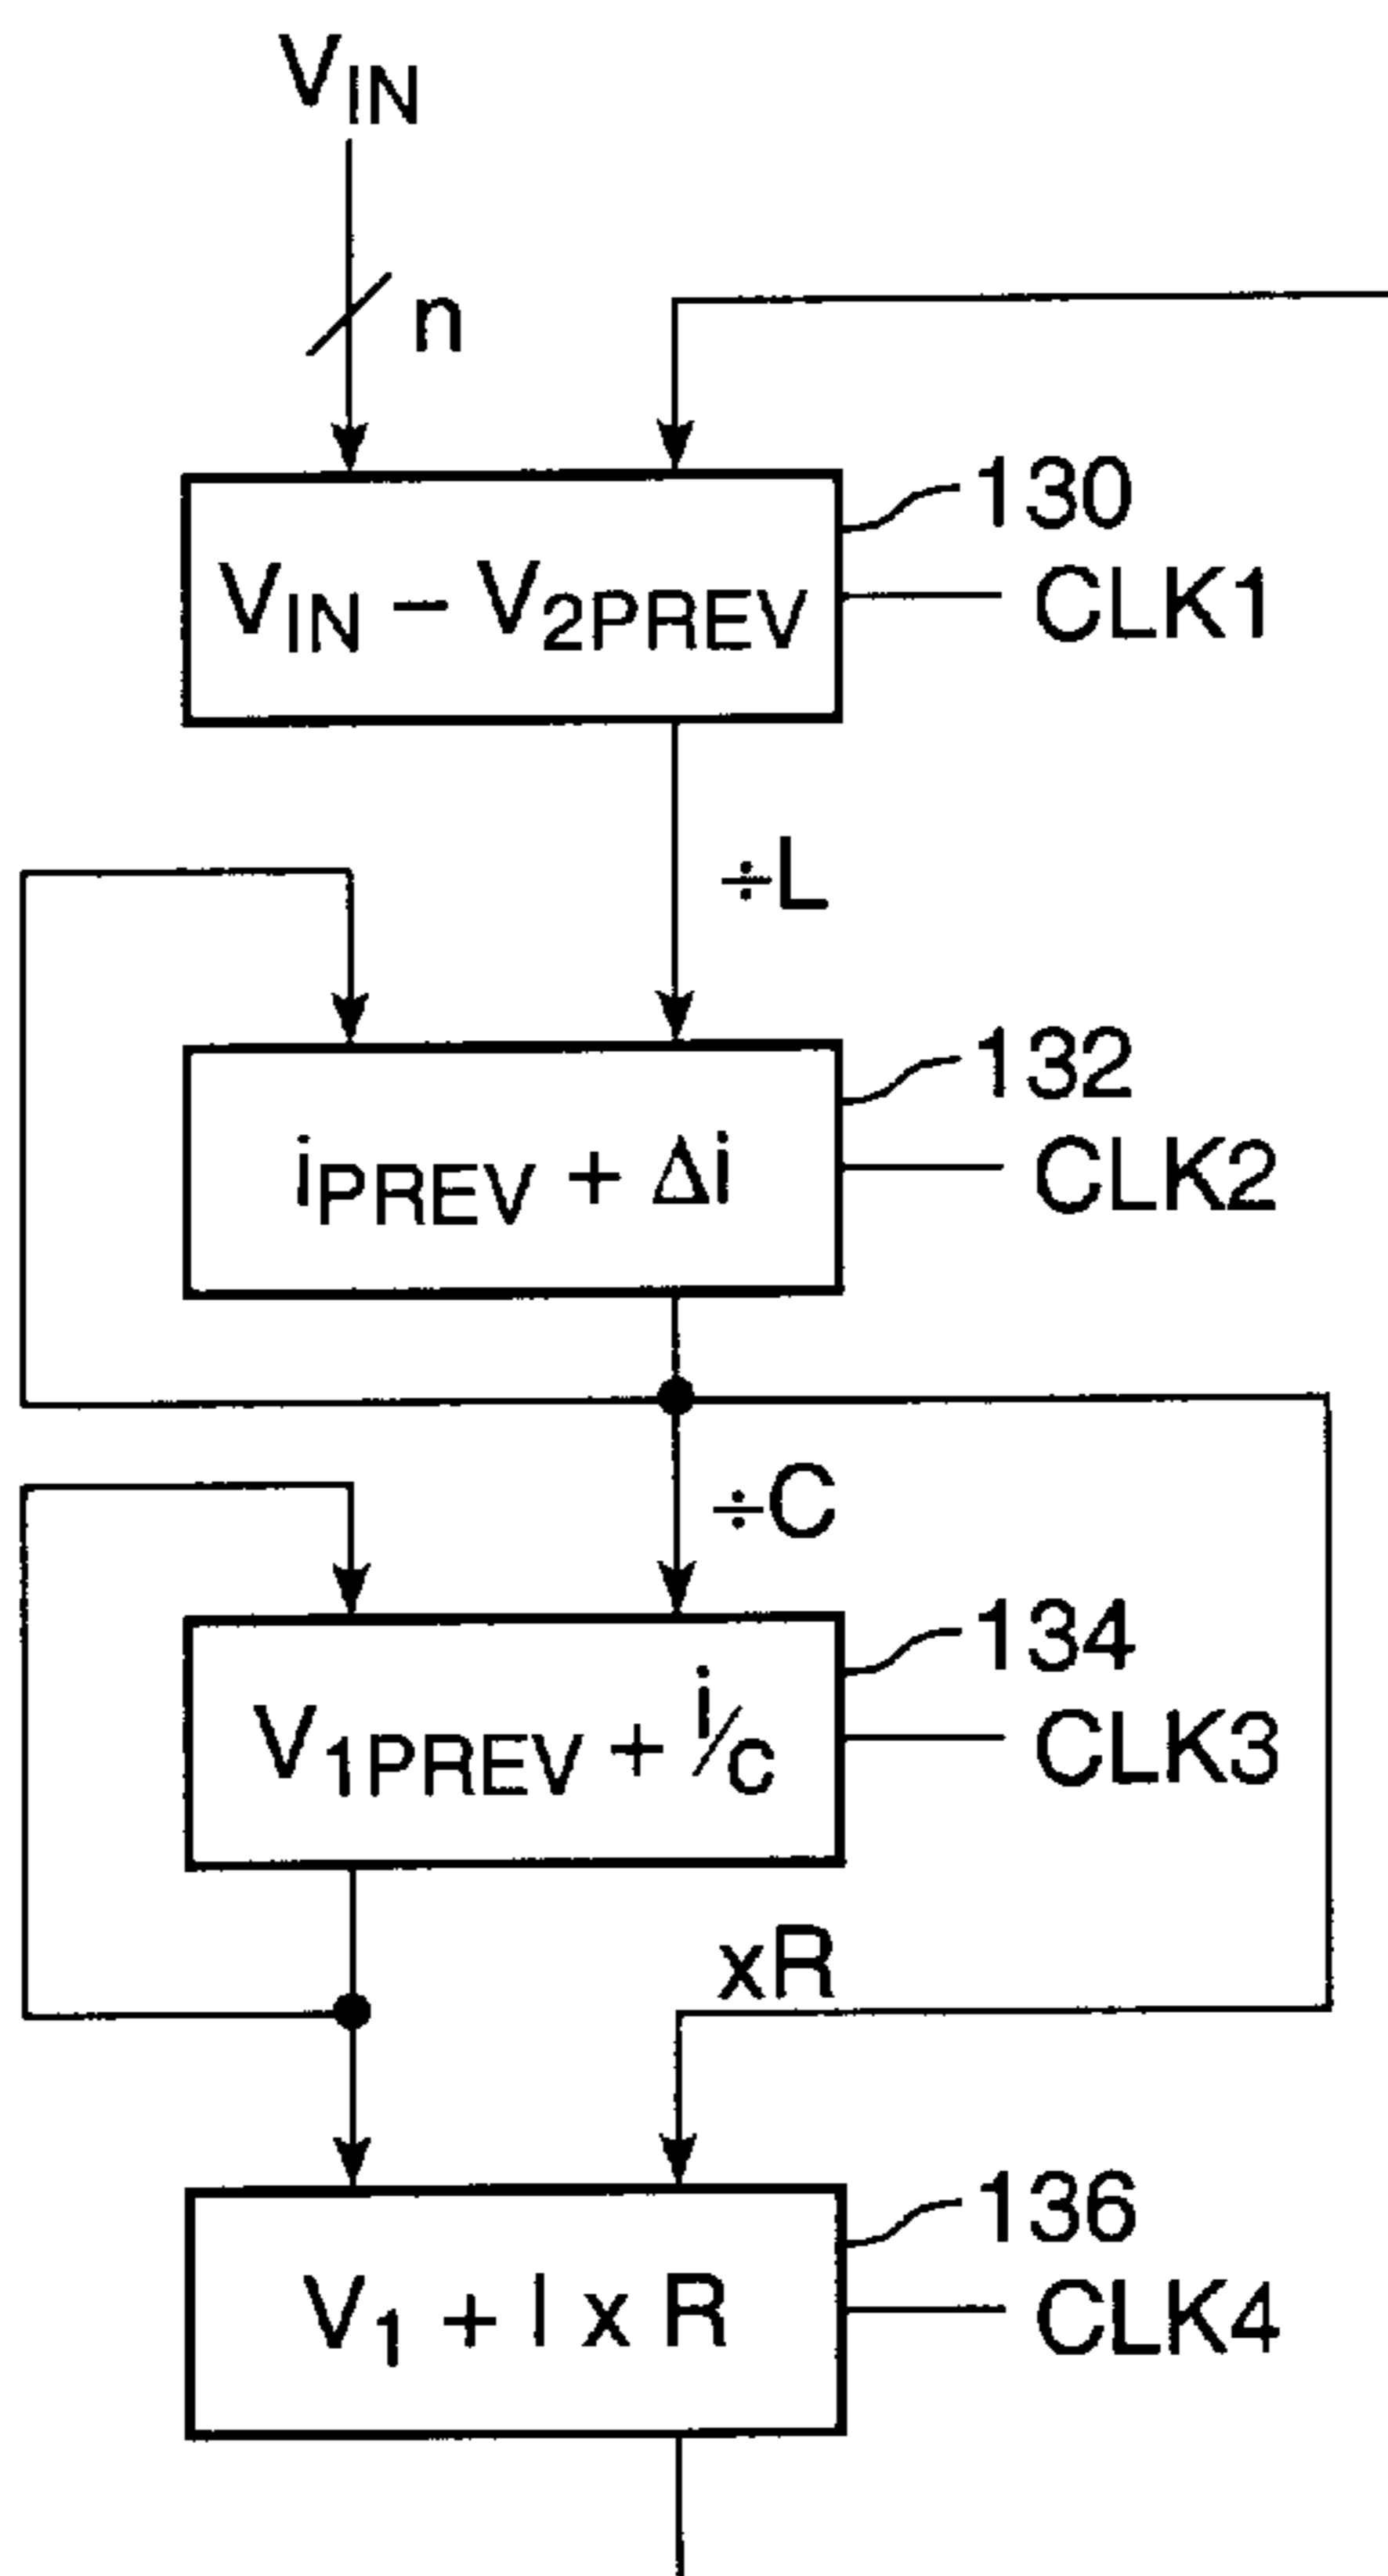 V_IN
n
130
V_IN – V_2PREV
CLK1
÷L
132
i_PREV + Δi
CLK2
÷C
134
V_1PREV + i/c
CLK3
xR
136
V_1 + I x R
CLK4